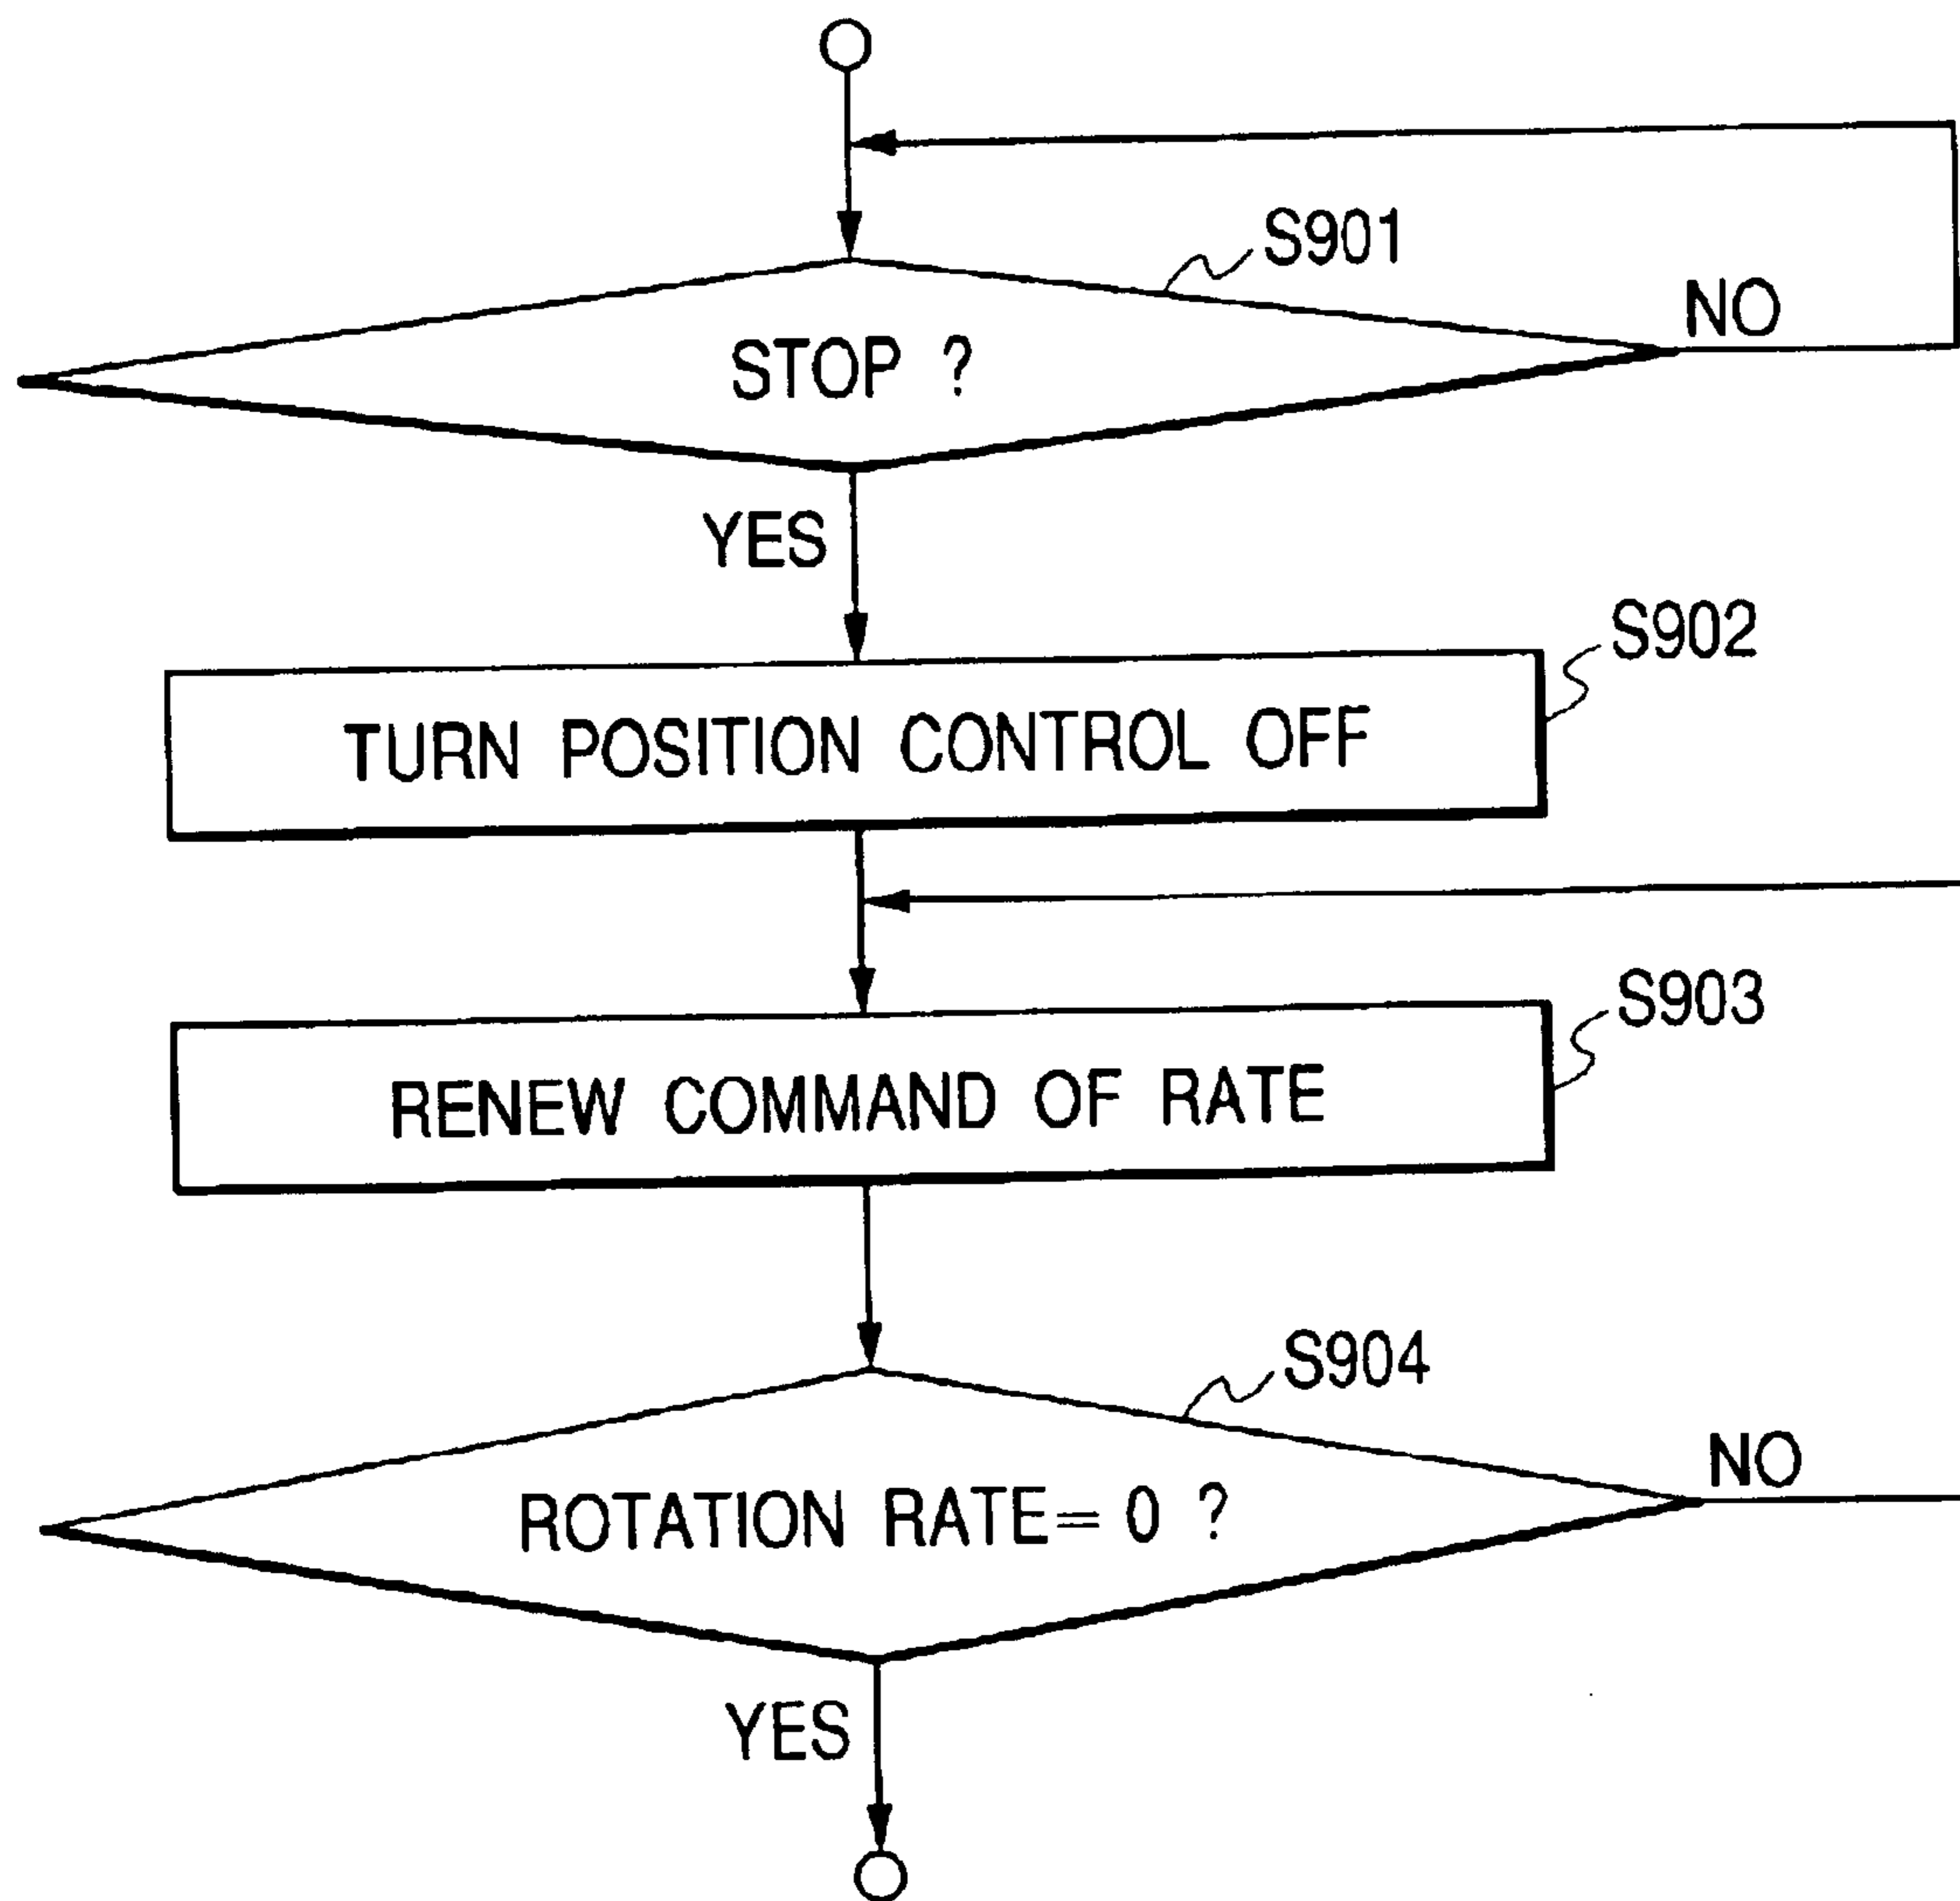 S901
STOP ?
NO
YES
S902
TURN POSITION CONTROL OFF
S903
RENEW COMMAND OF RATE
S904
ROTATION RATE=0 ?
NO
YES